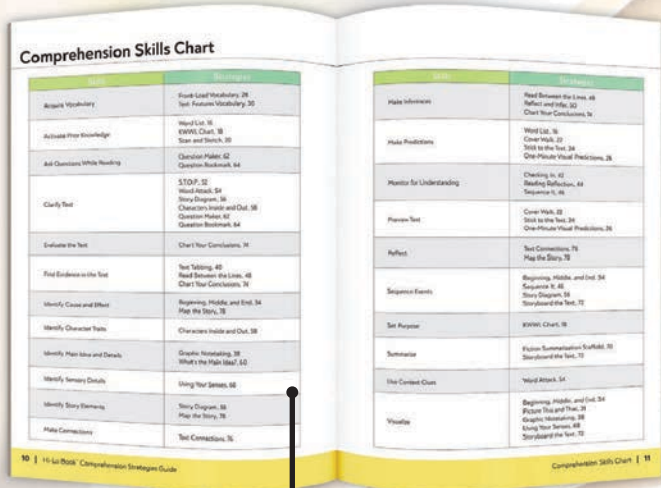 Comprehension Skills Chart
Skills
Strategies
Acquire Vocabulary
Front-Load Vocabulary, 28
Text Features Vocabulary, 30
Activate Prior Knowledge
Word List, 16
KWWL Chart, 18
Scan and Sketch, 20
Ask Questions While Reading
Question Maker, 62
Question Bookmark, 64
Clarify Text
S.T.O.P., 52
Word Attack, 54
Story Diagram, 56
Characters Inside and Out, 58
Question Maker, 62
Question Bookmark, 64
Evaluate the Text
Chart Your Conclusions, 74
Find Evidence in the Text
Text Tabbing, 40
Read Between the Lines, 48
Chart Your Conclusions, 74
Identify Cause and Effect
Beginning, Middle, and End, 34
Map the Story, 78
Identify Character Traits
Characters Inside and Out, 58
Identify Main Idea and Details
Graphic Notetaking, 38
What's the Main Idea?, 60
Identify Sensory Details
Using Your Senses, 68
Identify Story Elements
Story Diagram, 56
Map the Story, 78
Make Connections
Text Connections, 76
10 | Hi-Lo Book Comprehension Strategies Guide
Skills
Strategies
Make Inferences
Read Between the Lines, 48
Reflect and Infer, 50
Chart Your Conclusions, 74
Make Predictions
Word List, 16
Cover Walk, 22
Stick to the Text, 24
One-Minute Visual Predictions, 26
Monitor for Understanding
Checking In, 42
Reading Reflection, 44
Sequence It, 46
Preview Text
Cover Walk, 22
Stick to the Text, 24
One-Minute Visual Predictions, 26
Reflect
Text Connections, 76
Map the Story, 78
Sequence Events
Beginning, Middle, and End, 34
Sequence It, 46
Story Diagram, 56
Storyboard the Text, 72
Set Purpose
KWWL Chart, 18
Summarise
Fiction Summarisation Scaffold, 70
Storyboard the Text, 72
Use Context Clues
Word Attack, 54
Visualise
Beginning, Middle, and End, 34
Picture This and That,
Graphic Notetaking, 38
Using Your Senses, 68
Storyboard the Text, 72
Comprehension Skills Chart | 11